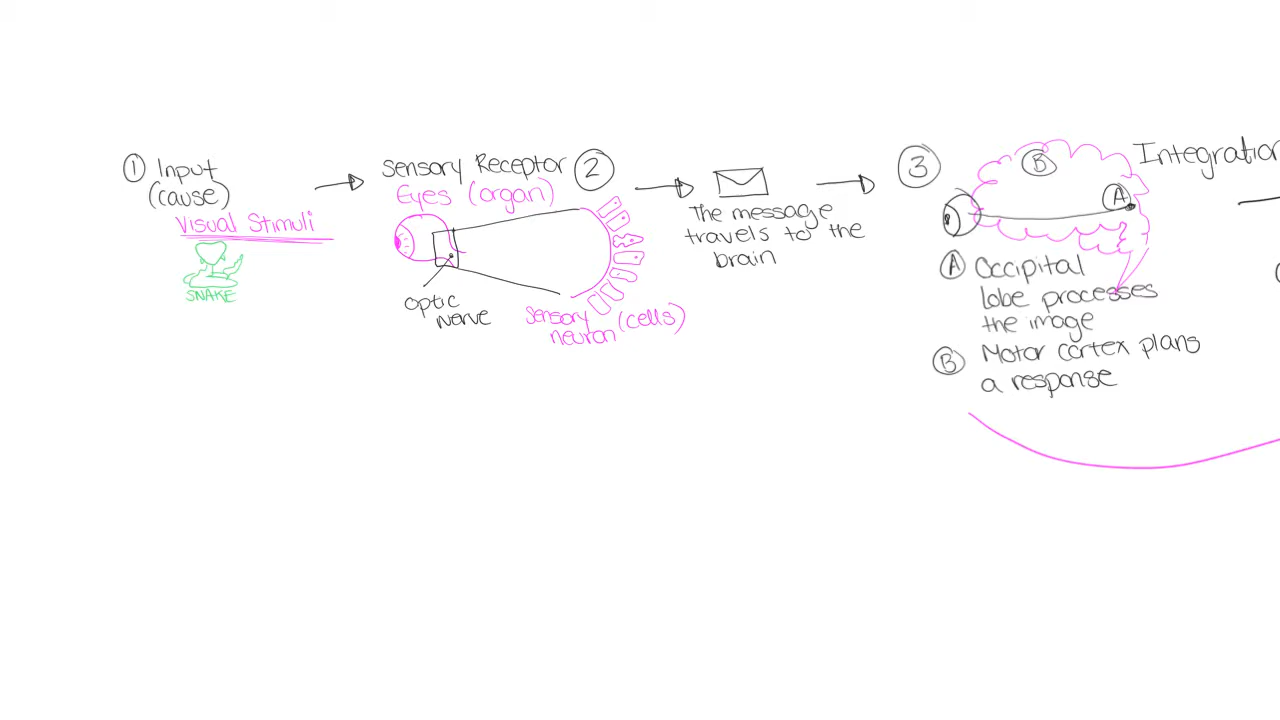 ① Input
(cause)
Visual Stimuli
SNAKE
Sensory Receptor ②
Eyes (organ)
optic
nerve
Sensory (cells)
neuron
The message
travels to the
brain
③
Integration
B
A
Ⓐ Occipital
lobe processes
the image
Ⓑ Motor cortex plans
a response